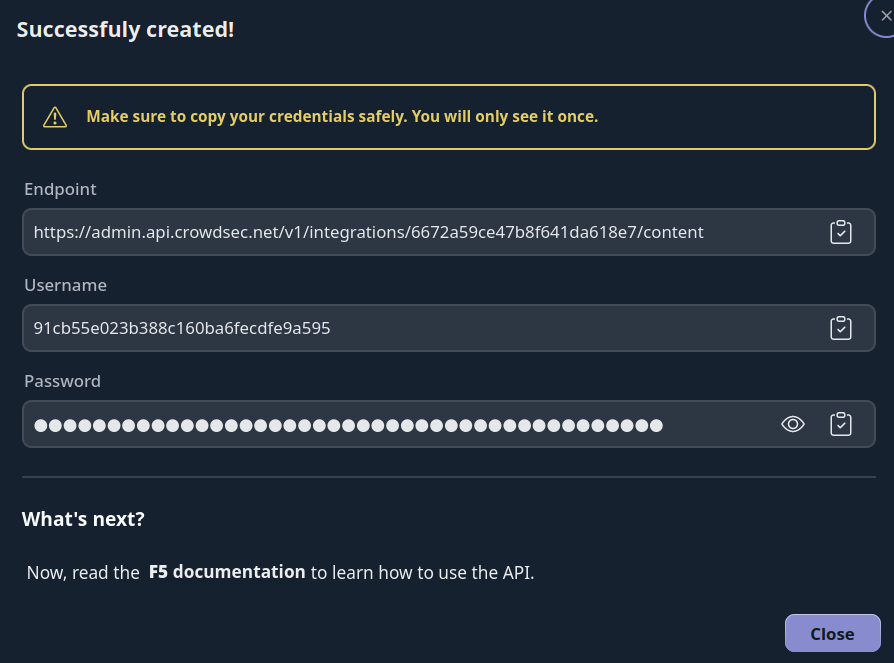 Successfuly created!
Make sure to copy your credentials safely. You will only see it once.
Endpoint
https://admin.api.crowdsec.net/v1/integrations/6672a59ce47b8f641da618e7/content
Username
91cb55e023b388c160ba6fecdfe9a595
Password
What's next?
Now, read the F5 documentation to learn how to use the API.
Close